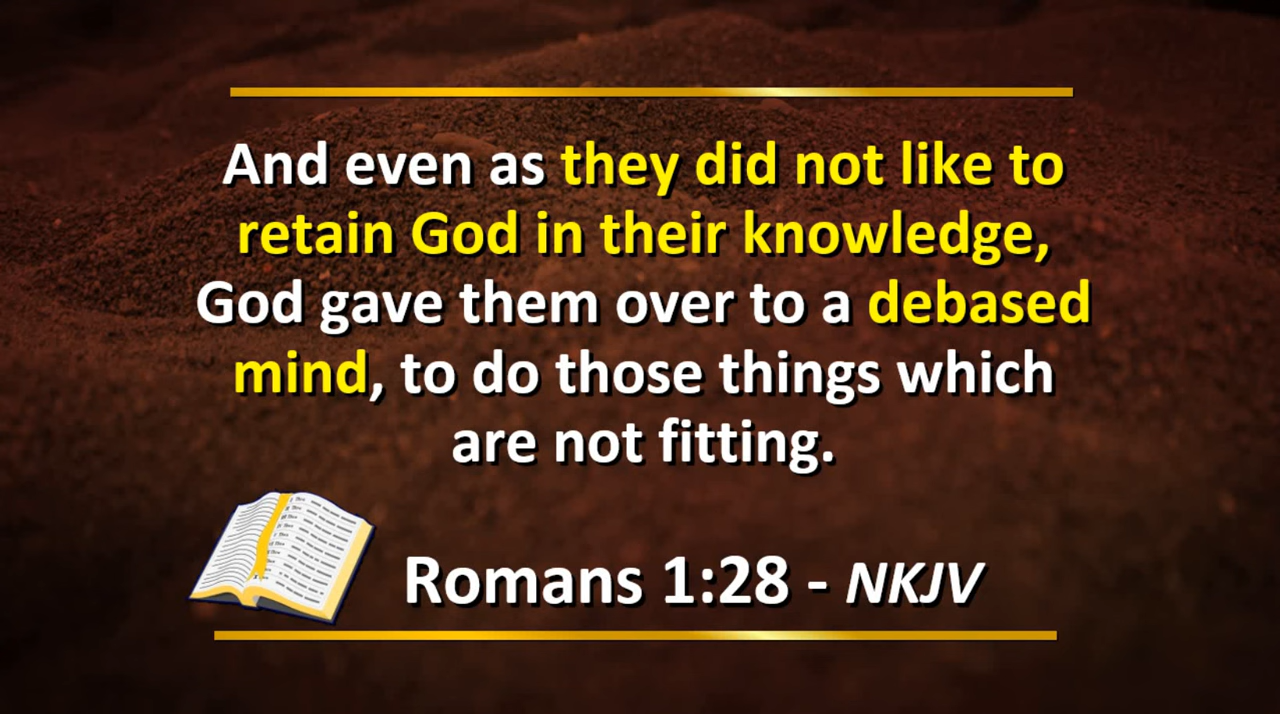 And even as they did not like to
retain God in their knowledge,
God gave them over to a debased
mind, to do those things which
are not fitting.
Romans 1:28 - NKJV